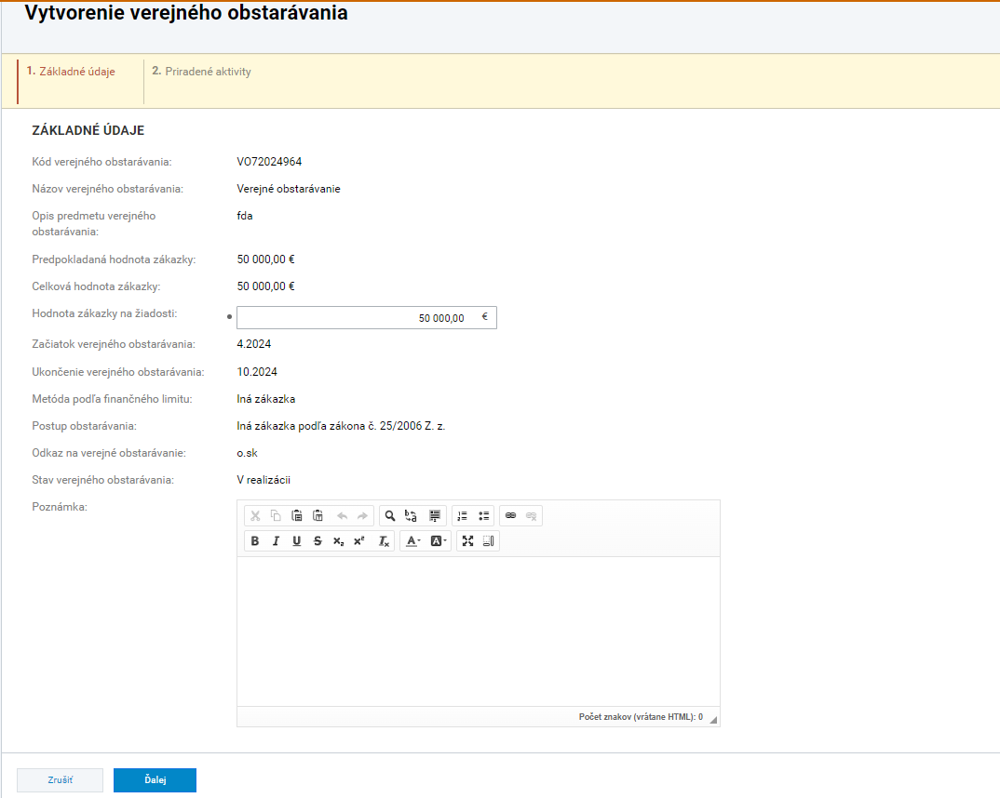 Vytvorenie verejného obstarávania
1. Základné údaje
2. Priradené aktivity
ZÁKLADNÉ ÚDAJE
Kód verejného obstarávania: VO72024964
Názov verejného obstarávania: Verejné obstarávanie
Opis predmetu verejného fda
obstarávania:
Predpokladaná hodnota zákazky: 50 000,00 €
Celková hodnota zákazky: 50 000,00 €
Hodnota zákazky na žiadosti: 50 000,00 €
Začiatok verejného obstarávania: 4.2024
Ukončenie verejného obstarávania: 10.2024
Metóda podľa finančného limitu: Iná zákazka
Postup obstarávania: Iná zákazka podľa zákona č. 25/2006 Z. z.
Odkaz na verejné obstarávanie: o.sk
Stav verejného obstarávania: V realizácii
Poznámka:
Počet znakov (vrátane HTML): 0
Zrušiť
Ďalej